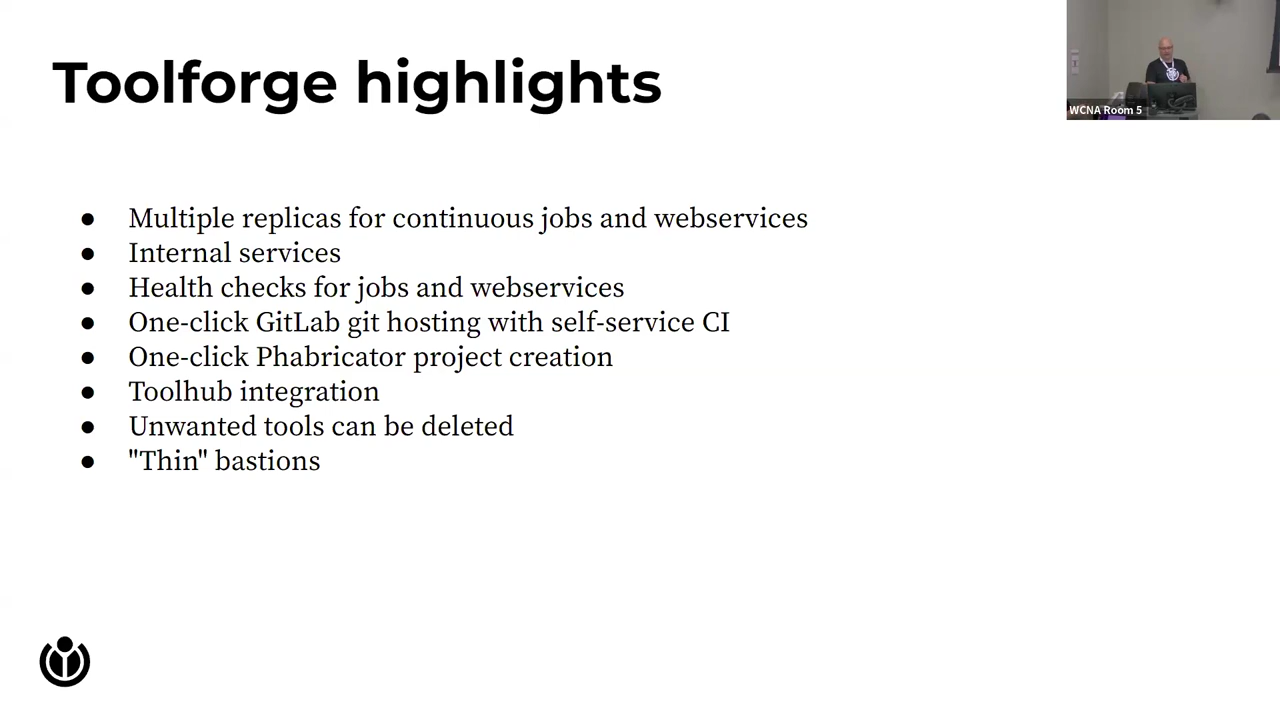 Toolforge highlights
WCNA Room 5
● Multiple replicas for continuous jobs and webservices
● Internal services
● Health checks for jobs and webservices
● One-click GitLab git hosting with self-service CI
● One-click Phabricator project creation
● Toolhub integration
● Unwanted tools can be deleted
● "Thin" bastions